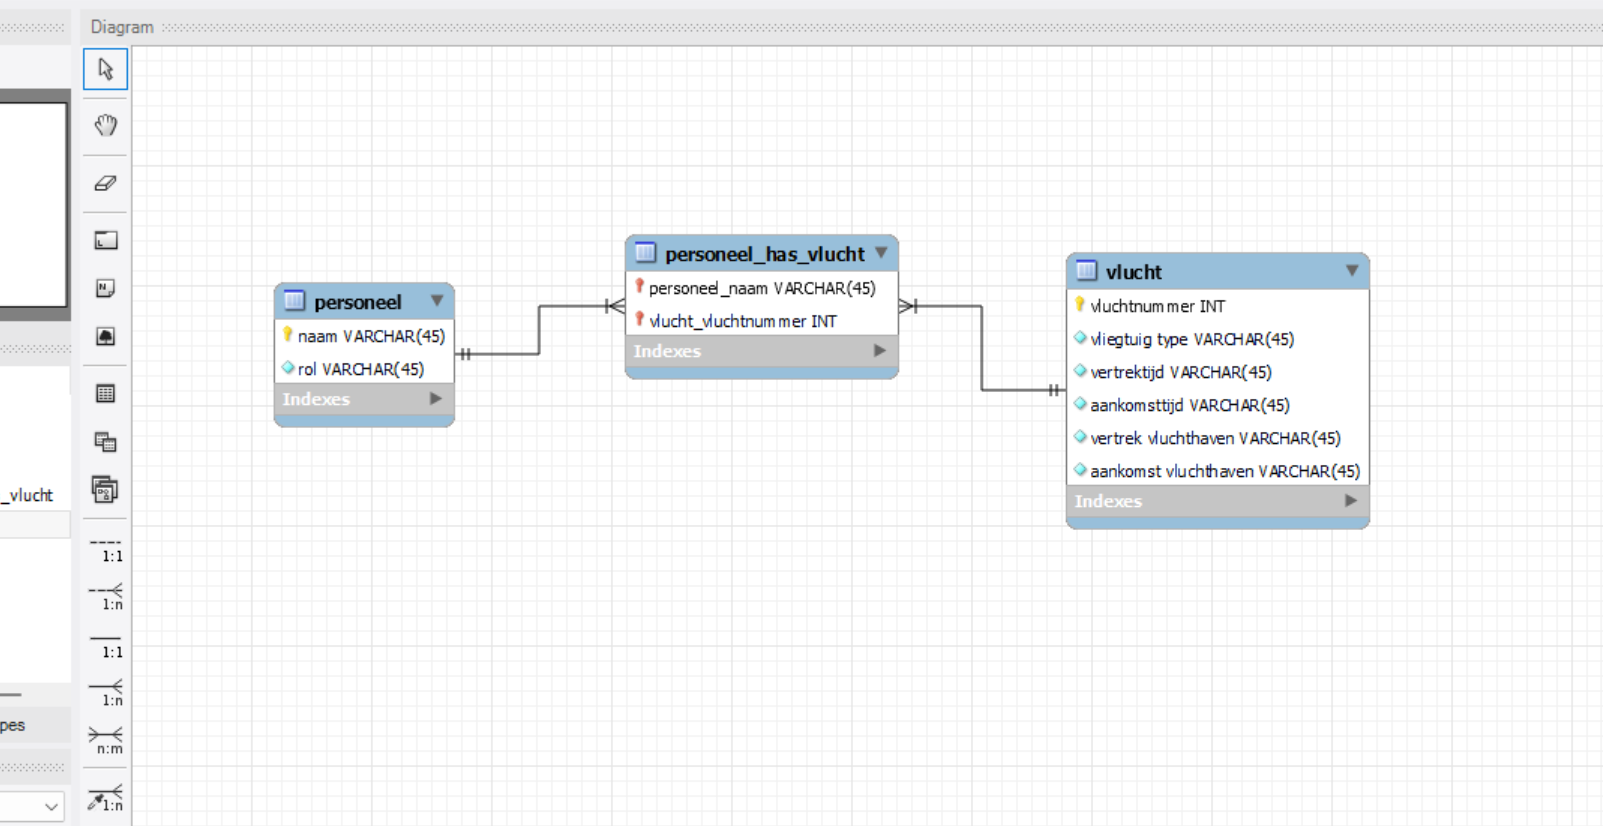 Diagram
personeel
naam VARCHAR(45)
rol VARCHAR(45)
Indexes
personeel_has_vlucht
personeel_naam VARCHAR(45)
vlucht_vluchtnummer INT
Indexes
vlucht
vluchtnummer INT
vliegtuig type VARCHAR(45)
vertrektijd VARCHAR(45)
aankomsttijd VARCHAR(45)
vertrek vluchthaven VARCHAR(45)
aankomst vluchthaven VARCHAR(45)
Indexes
_vlucht
pes
1:1
1:n
1:1
1:n
n:m
1:n